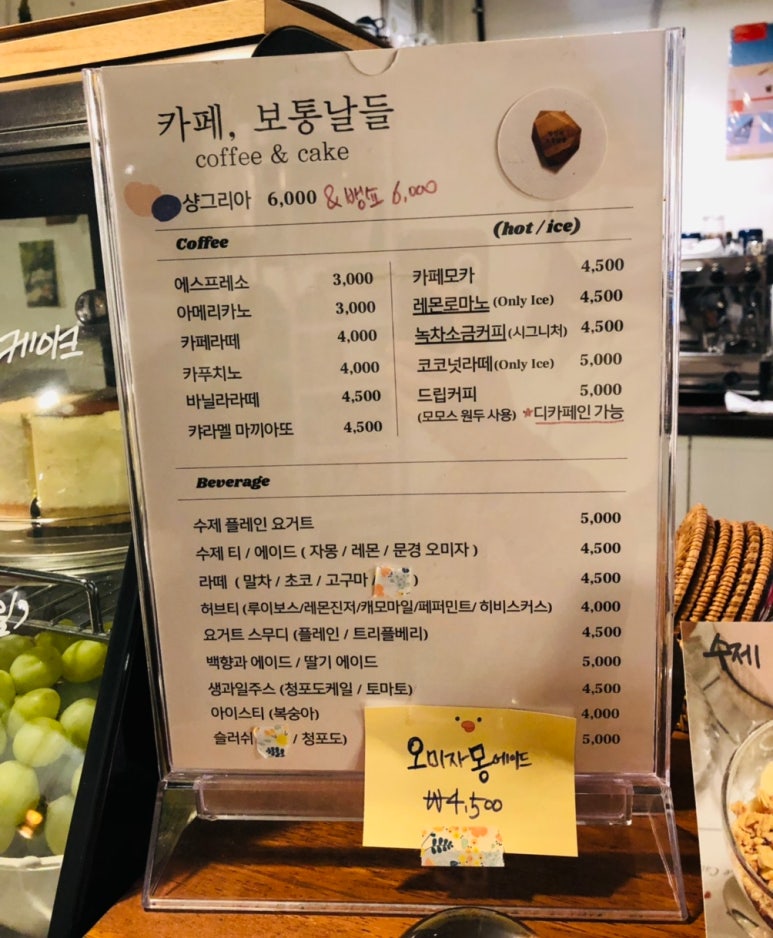 카페, 보통날들
coffee & cake
샹그리아 6,000 & 뱅쇼 6,000
Coffee (hot / ice)
에스프레소 3,000
아메리카노 3,000
카페라떼 4,000
카푸치노 4,000
바닐라라떼 4,500
캬라멜 마끼아또 4,500
카페모카 4,500
레몬로마노 (Only Ice) 4,500
녹차소금커피 (시그니처) 4,500
코코넛라떼 (Only Ice) 5,000
드립커피 5,000
(모모스 원두 사용) *디카페인 가능
Beverage
수제 플레인 요거트 5,000
수제 티 / 에이드 ( 자몽 / 레몬 / 문경 오미자 ) 4,500
라떼 ( 말차 / 초코 / 고구마 / ) 4,500
허브티 (루이보스/레몬진저/캐모마일/페퍼민트/ 히비스커스) 4,000
요거트 스무디 (플레인 / 트리플베리) 4,500
백향과 에이드 / 딸기 에이드 5,000
생과일주스 (청포도케일 / 토마토) 4,500
아이스티 (복숭아) 4,000
슬러쉬 / 청포도) 5,000
오미자몽에이드
₩4,500
케이크
수제